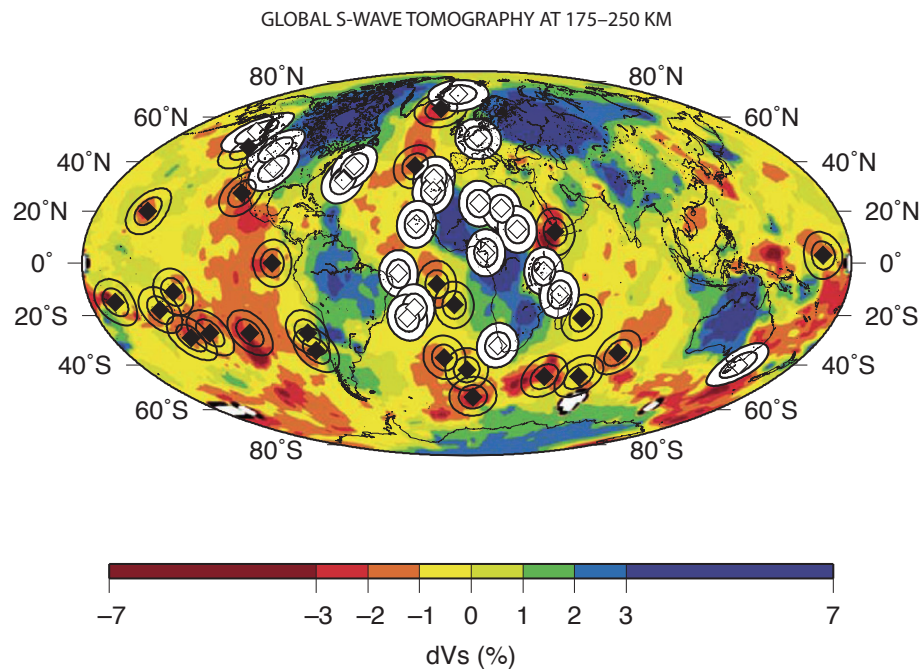 GLOBAL S-WAVE TOMOGRAPHY AT 175–250 KM
80˚N 80˚N
60˚N 60˚N
40˚N 40˚N
20˚N 20˚N
0˚ 0˚
20˚S 20˚S
40˚S 40˚S
60˚S 60˚S
80˚S 80˚S
−7 −3 −2 −1 0 1 2 3 7
dVs (%)